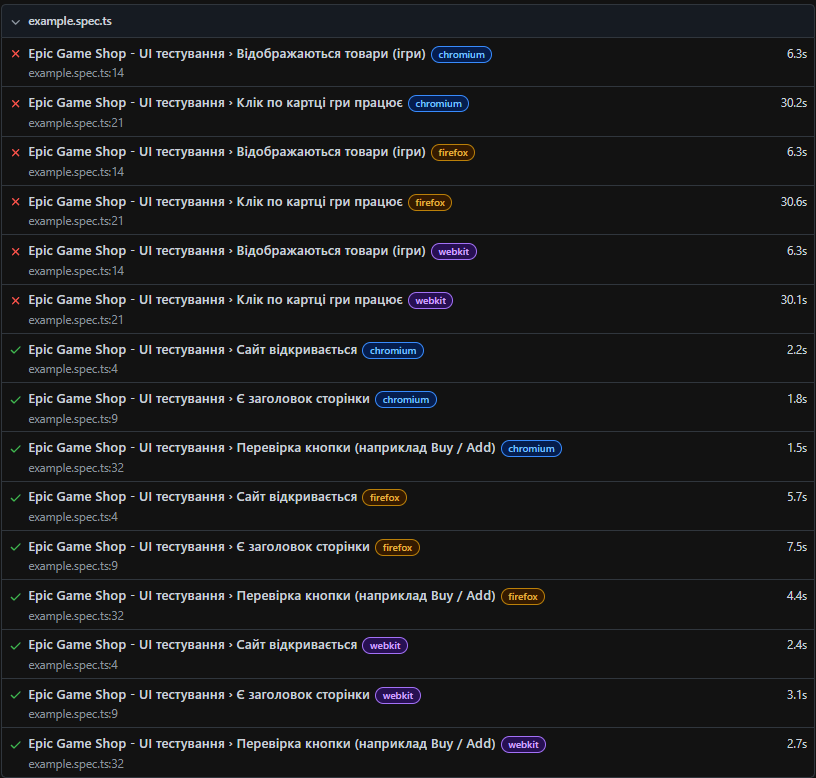 example.spec.ts
Epic Game Shop - UI тестування › Відображаються товари (ігри) chromium 6.3s
example.spec.ts:14
Epic Game Shop - UI тестування › Клік по картці гри працює chromium 30.2s
example.spec.ts:21
Epic Game Shop - UI тестування › Відображаються товари (ігри) firefox 6.3s
example.spec.ts:14
Epic Game Shop - UI тестування › Клік по картці гри працює firefox 30.6s
example.spec.ts:21
Epic Game Shop - UI тестування › Відображаються товари (ігри) webkit 6.3s
example.spec.ts:14
Epic Game Shop - UI тестування › Клік по картці гри працює webkit 30.1s
example.spec.ts:21
Epic Game Shop - UI тестування › Сайт відкривається chromium 2.2s
example.spec.ts:4
Epic Game Shop - UI тестування › Є заголовок сторінки chromium 1.8s
example.spec.ts:9
Epic Game Shop - UI тестування › Перевірка кнопки (наприклад Buy / Add) chromium 1.5s
example.spec.ts:32
Epic Game Shop - UI тестування › Сайт відкривається firefox 5.7s
example.spec.ts:4
Epic Game Shop - UI тестування › Є заголовок сторінки firefox 7.5s
example.spec.ts:9
Epic Game Shop - UI тестування › Перевірка кнопки (наприклад Buy / Add) firefox 4.4s
example.spec.ts:32
Epic Game Shop - UI тестування › Сайт відкривається webkit 2.4s
example.spec.ts:4
Epic Game Shop - UI тестування › Є заголовок сторінки webkit 3.1s
example.spec.ts:9
Epic Game Shop - UI тестування › Перевірка кнопки (наприклад Buy / Add) webkit 2.7s
example.spec.ts:32